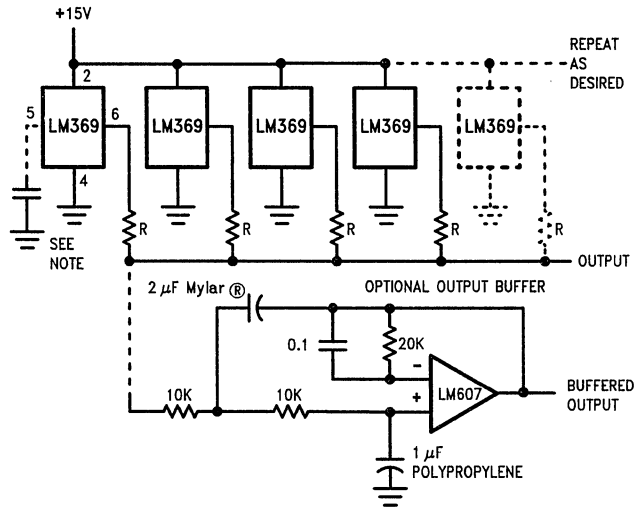 +15V
REPEAT
AS
DESIRED
2
5
LM369
6
LM369
LM369
LM369
LM369
4
SEE
NOTE
R
R
R
R
R
OUTPUT
2 μF Mylar ®
OPTIONAL OUTPUT BUFFER
0.1
20K
10K
10K
−
+
LM607
BUFFERED
OUTPUT
1 μF
POLYPROPYLENE